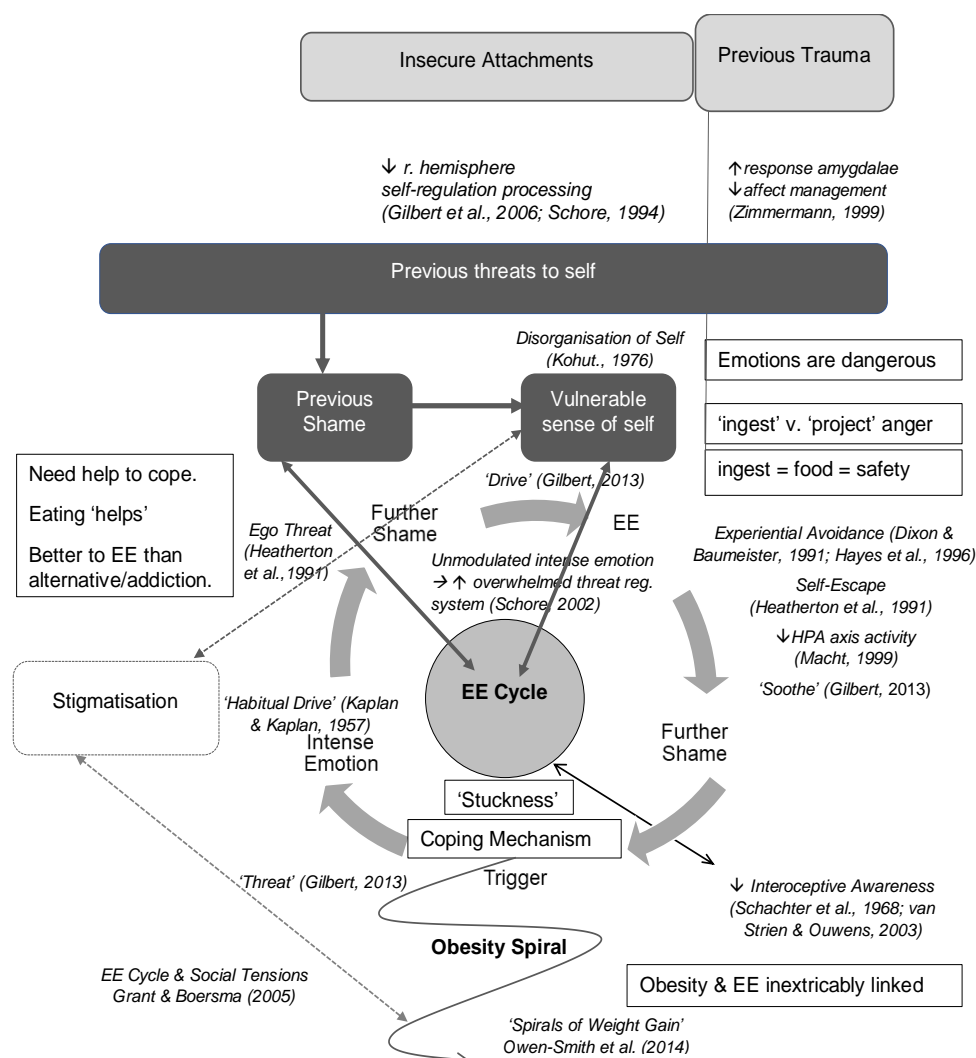 Insecure Attachments
Previous Trauma
↓ r. hemisphere
self-regulation processing
(Gilbert et al., 2006; Schore, 1994)
↑response amygdalae
↓affect management
(Zimmermann, 1999)
Previous threats to self
Disorganisation of Self
(Kohut., 1976)
Emotions are dangerous
Previous
Shame
Vulnerable
sense of self
‘ingest’ v. ‘project’ anger
ingest = food = safety
Need help to cope.
Eating ‘helps’
Better to EE than
alternative/addiction.
‘Drive’ (Gilbert, 2013)
Further
Shame
EE
Ego Threat
(Heatherton
et al.,1991)
Unmodulated intense emotion
→ ↑ overwhelmed threat reg.
system (Schore, 2002)
Experiential Avoidance (Dixon &
Baumeister, 1991; Hayes et al., 1996)
Self-Escape
(Heatherton et al., 1991)
↓HPA axis activity
(Macht, 1999)
‘Soothe’ (Gilbert, 2013)
Stigmatisation
‘Habitual Drive’ (Kaplan
& Kaplan, 1957)
Intense
Emotion
EE Cycle
Further
Shame
‘Stuckness’
Coping Mechanism
Trigger
‘Threat’ (Gilbert, 2013)
↓ Interoceptive Awareness
(Schachter et al., 1968; van
Strien & Ouwens, 2003)
Obesity Spiral
EE Cycle & Social Tensions
Grant & Boersma (2005)
Obesity & EE inextricably linked
‘Spirals of Weight Gain’
Owen-Smith et al. (2014)